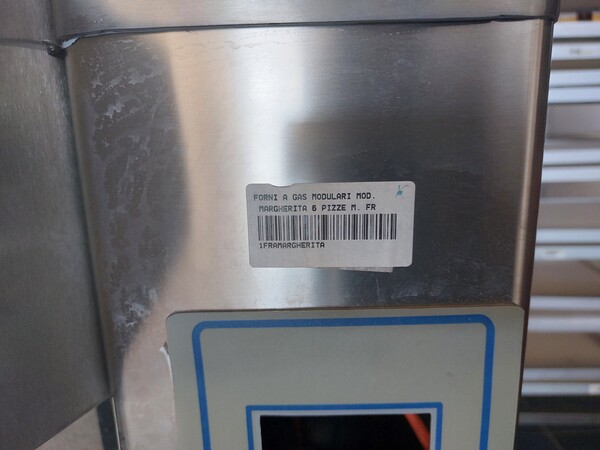 FORNI A GAS MODULARI MOD.
MARGHERITA 6 PIZZE M. FR
1FRAMARGHERITA